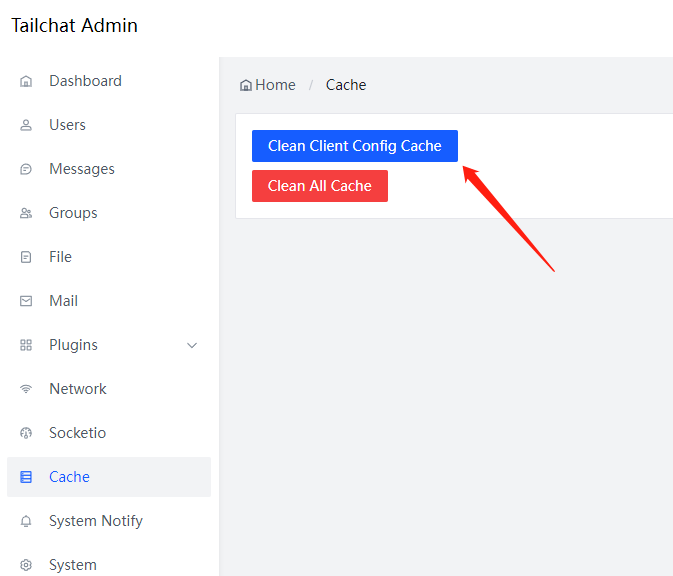 Tailchat Admin
Dashboard
Users
Messages
Groups
File
Mail
Plugins
Network
Socketio
Cache
System Notify
System
Home / Cache
Clean Client Config Cache
Clean All Cache